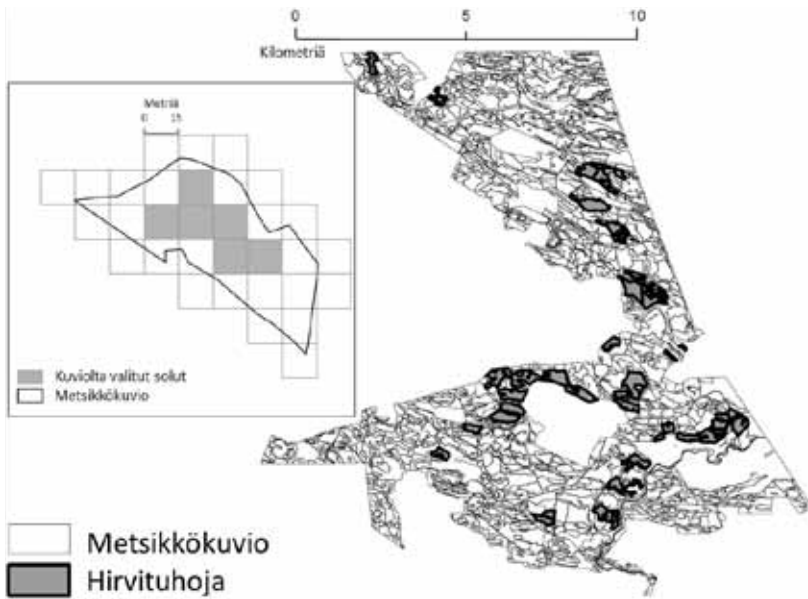 0 5 10
Kilometriä
Metriä
0 15
Kuviolta valitut solut
Metsikkökuvio
Metsikkökuvio
Hirvituhoja